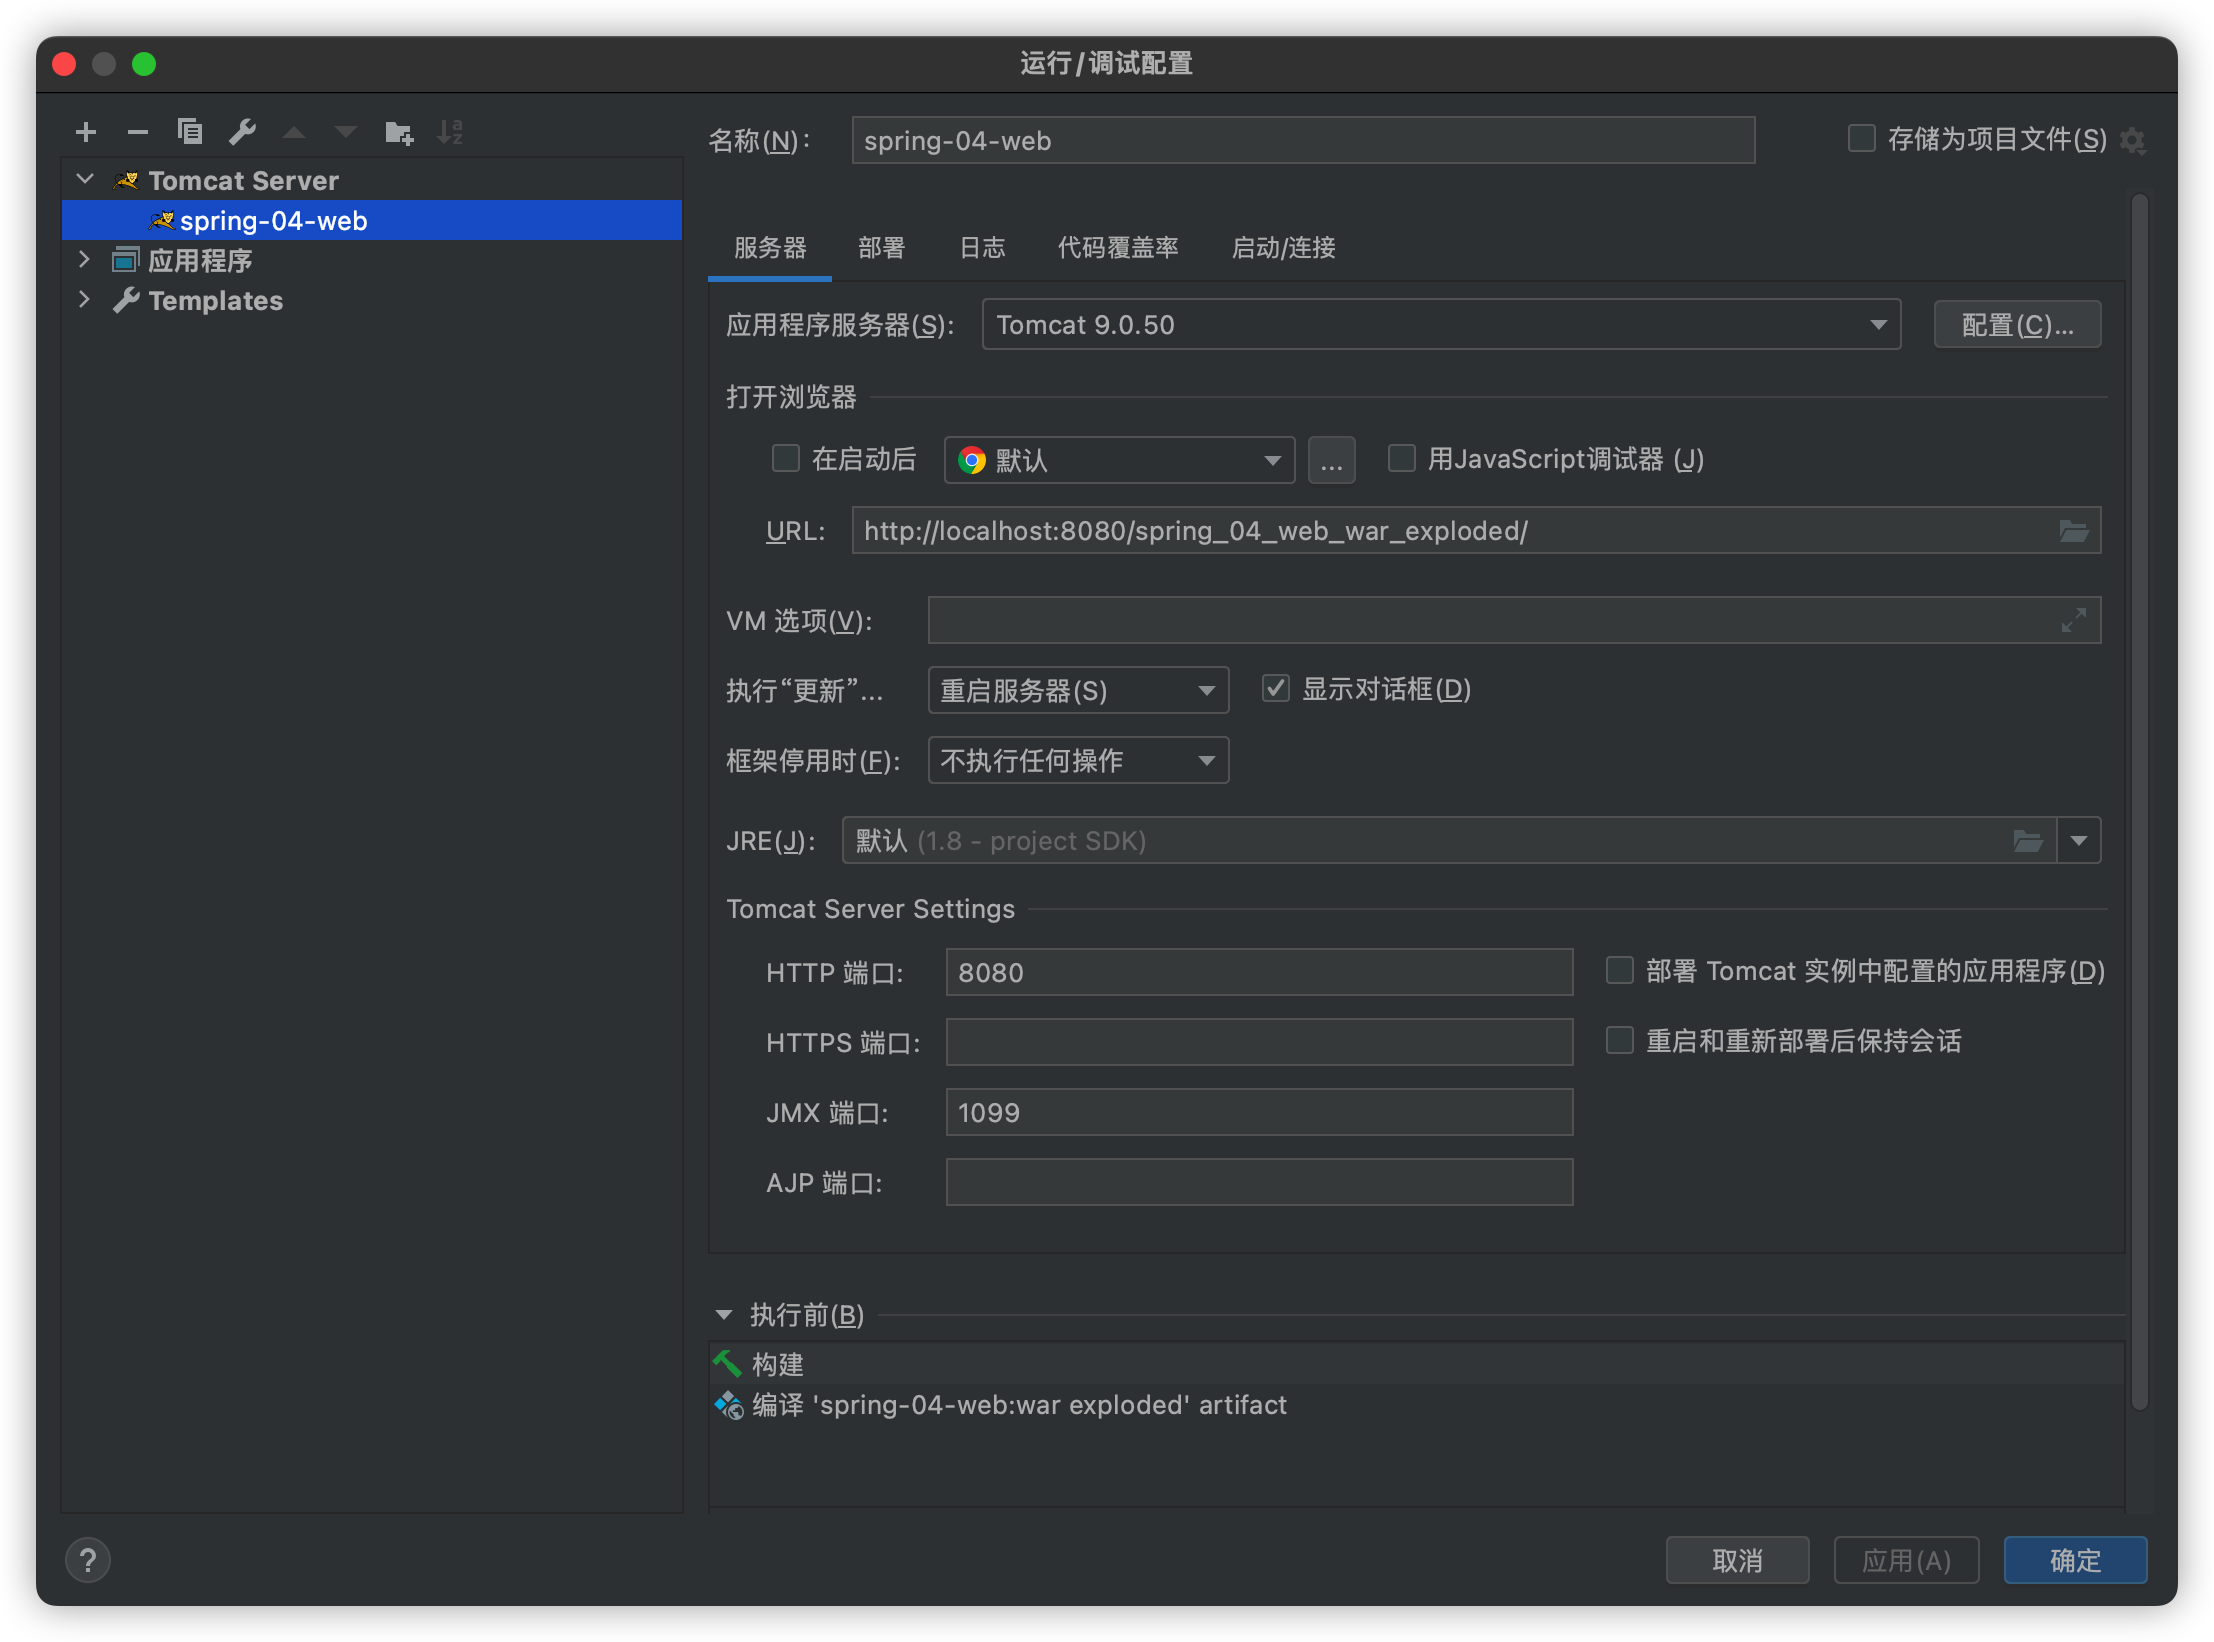 运行/调试配置
Tomcat Server
spring-04-web
应用程序
Templates
名称(N):
spring-04-web
存储为项目文件(S)
服务器 部署 日志 代码覆盖率 启动/连接
应用程序服务器(S):
Tomcat 9.0.50
配置(C)...
打开浏览器
在启动后
默认
...
用JavaScript调试器 (J)
URL:
http://localhost:8080/spring_04_web_war_exploded/
VM 选项(V):
执行“更新”...
重启服务器(S)
显示对话框(D)
框架停用时(F):
不执行任何操作
JRE(J):
默认 (1.8 - project SDK)
Tomcat Server Settings
HTTP 端口:
8080
部署 Tomcat 实例中配置的应用程序(D)
HTTPS 端口:
重启和重新部署后保持会话
JMX 端口:
1099
AJP 端口:
执行前(B)
构建
编译 'spring-04-web:war exploded' artifact
?
取消
应用(A)
确定